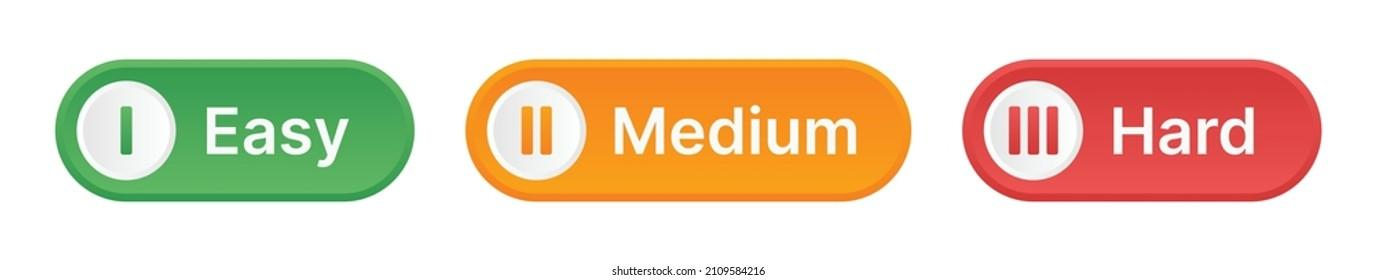 I Easy
II Medium
III Hard
shutterstock.com · 2109584216